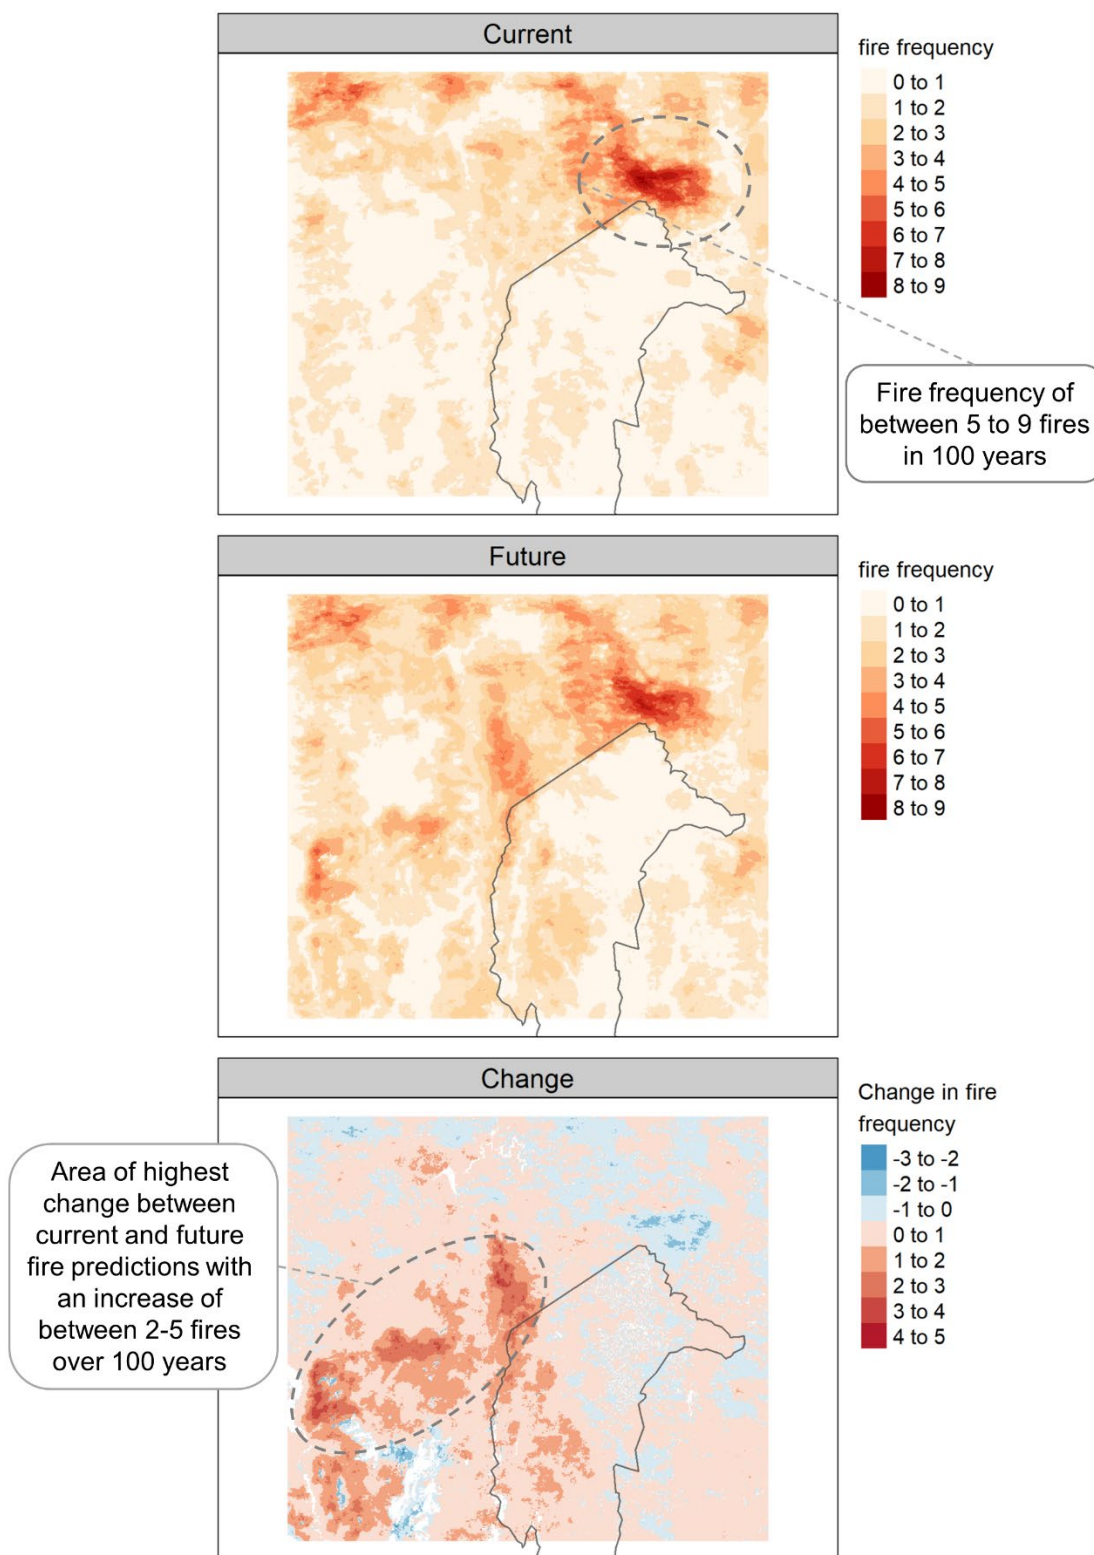 Current
fire frequency
0 to 1
1 to 2
2 to 3
3 to 4
4 to 5
5 to 6
6 to 7
7 to 8
8 to 9
Fire frequency of
between 5 to 9 fires
in 100 years
Future
fire frequency
0 to 1
1 to 2
2 to 3
3 to 4
4 to 5
5 to 6
6 to 7
7 to 8
8 to 9
Change
Change in fire
frequency
-3 to -2
-2 to -1
-1 to 0
0 to 1
1 to 2
2 to 3
3 to 4
4 to 5
Area of highest
change between
current and future
fire predictions with
an increase of
between 2-5 fires
over 100 years